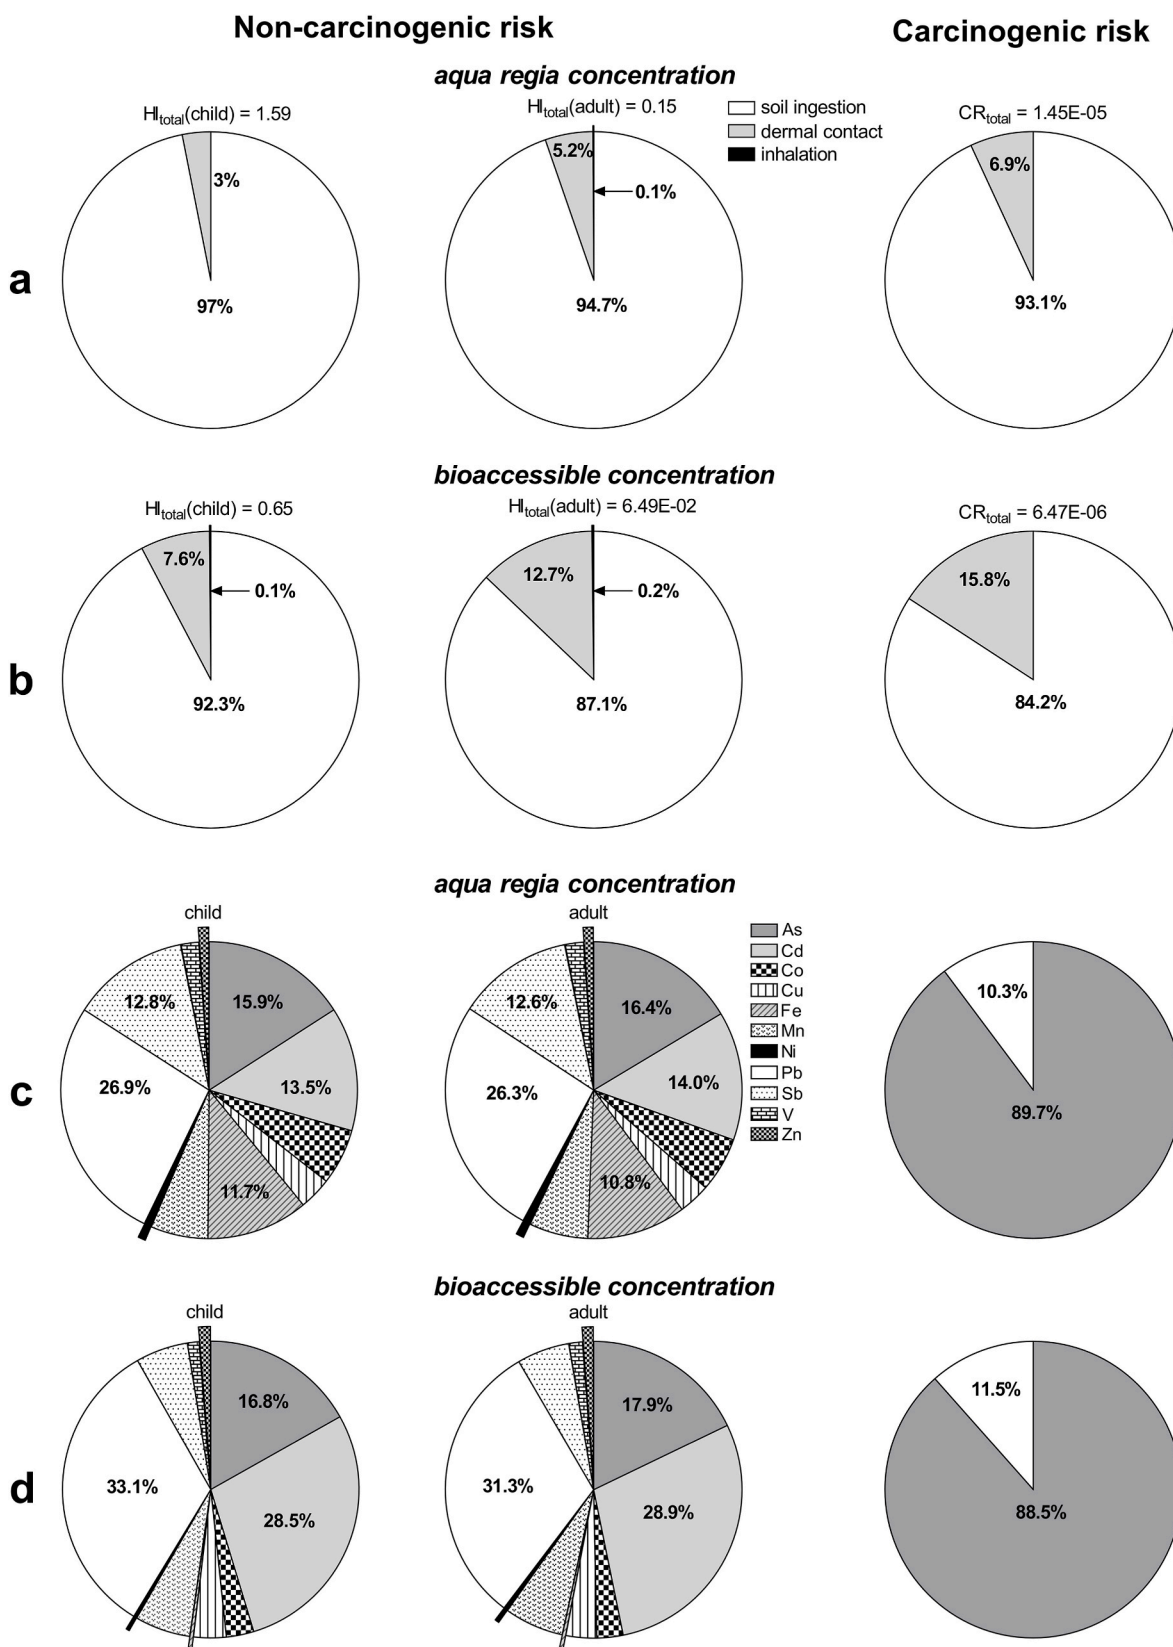 Non-carcinogenic risk
Carcinogenic risk
aqua regia concentration
HItotal(child) = 1.59
HItotal(adult) = 0.15
soil ingestion
dermal contact
inhalation
CRtotal = 1.45E-05
3%
97%
5.2%
0.1%
94.7%
6.9%
93.1%
a
bioaccessible concentration
HItotal(child) = 0.65
HItotal(adult) = 6.49E-02
CRtotal = 6.47E-06
7.6%
0.1%
92.3%
12.7%
0.2%
87.1%
15.8%
84.2%
b
aqua regia concentration
child
adult
As
Cd
Co
Cu
Fe
Mn
Ni
Pb
Sb
V
Zn
12.8%
15.9%
26.9%
13.5%
11.7%
12.6%
16.4%
26.3%
14.0%
10.8%
10.3%
89.7%
c
bioaccessible concentration
child
adult
16.8%
33.1%
28.5%
17.9%
31.3%
28.9%
11.5%
88.5%
d